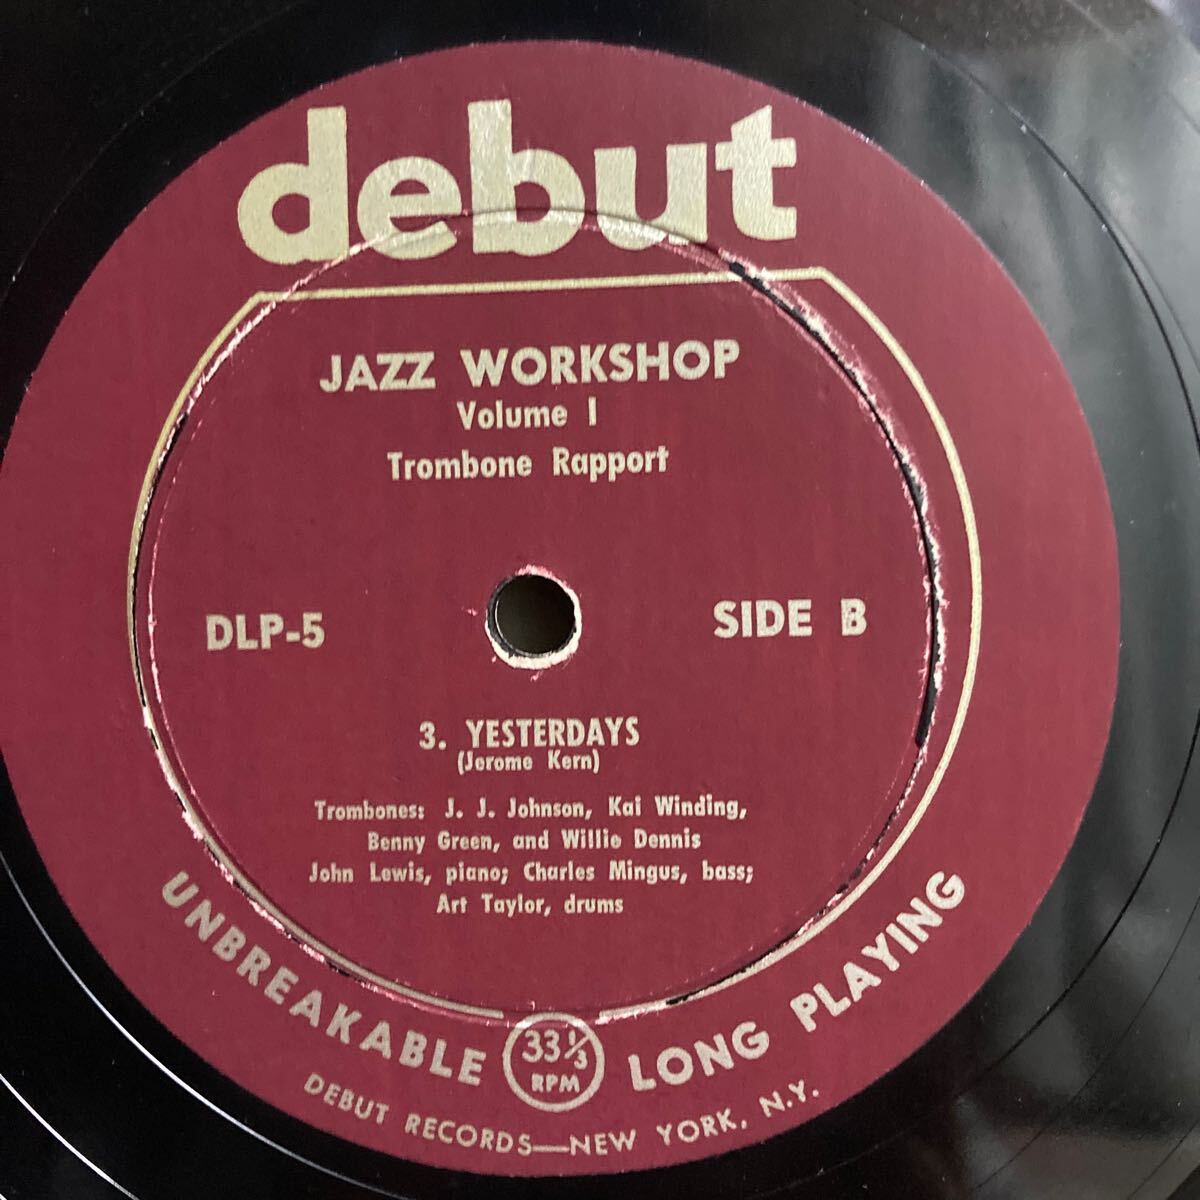 debut
JAZZ WORKSHOP
Volume I
Trombone Rapport
DLP-5
SIDE B
3. YESTERDAYS
(Jerome Kern)
Trombones: J. J. Johnson, Kai Winding,
Benny Green, and Willie Dennis
John Lewis, piano; Charles Mingus, bass;
Art Taylor, drums
UNBREAKABLE
33⅓
RPM
LONG PLAYING
DEBUT RECORDS—NEW YORK, N.Y.